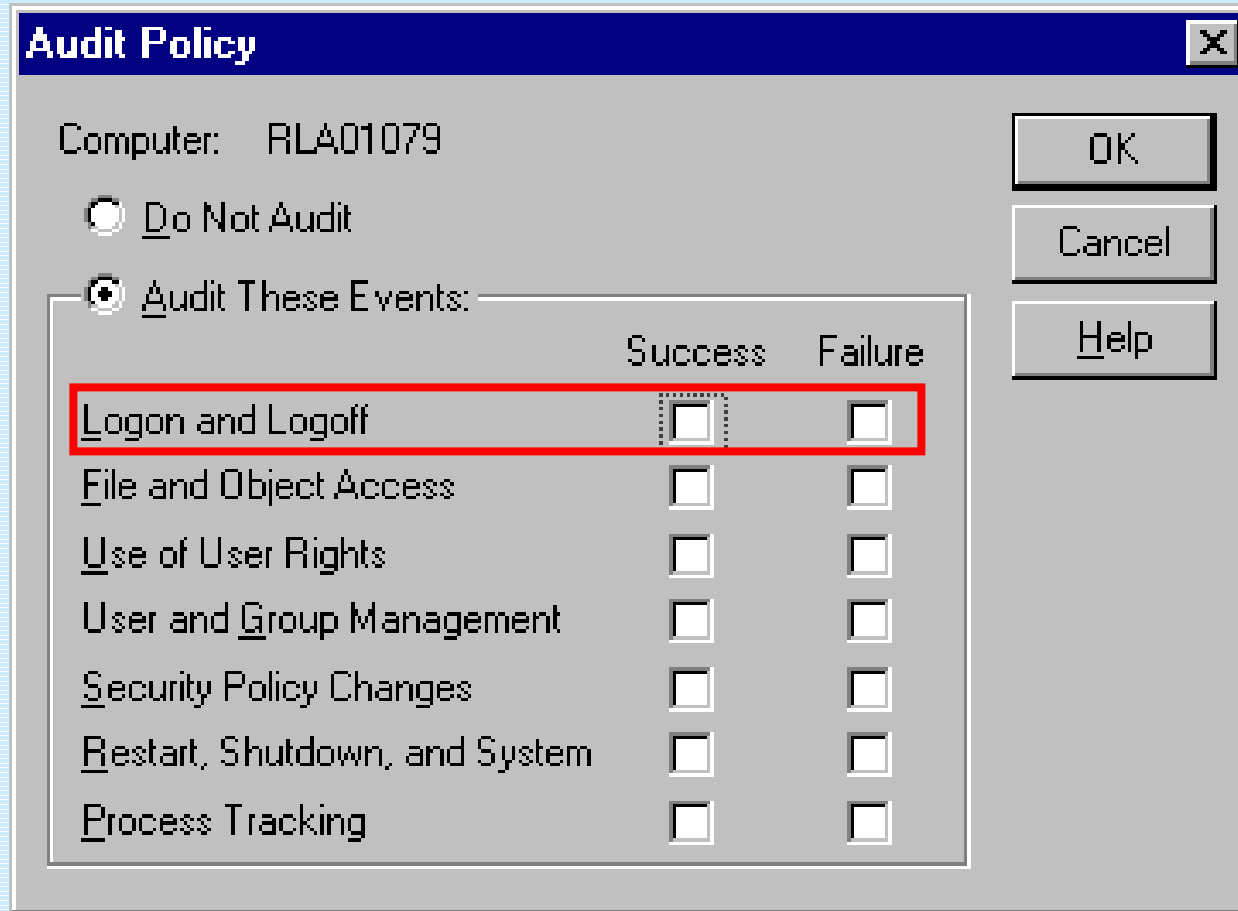 Audit Policy
Computer: RLA01079
Do Not Audit
Audit These Events:
Success Failure
Logon and Logoff
File and Object Access
Use of User Rights
User and Group Management
Security Policy Changes
Restart, Shutdown, and System
Process Tracking
OK
Cancel
Help